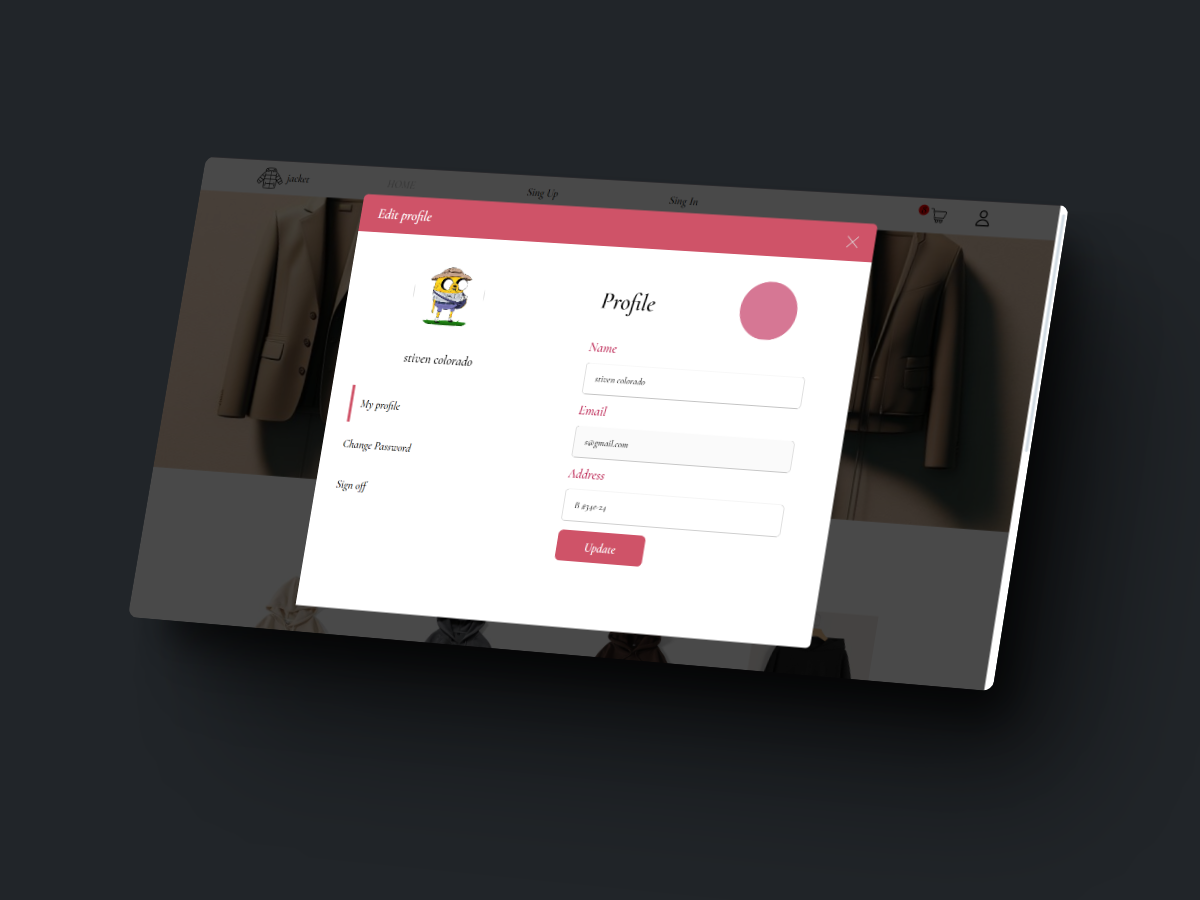 jacket
HOME
Sing Up
Sing In
Edit profile
stiven colorado
My profile
Change Password
Sign off
Profile
Name
stiven colorado
Email
s@gmail.com
Address
B #34e-24
Update